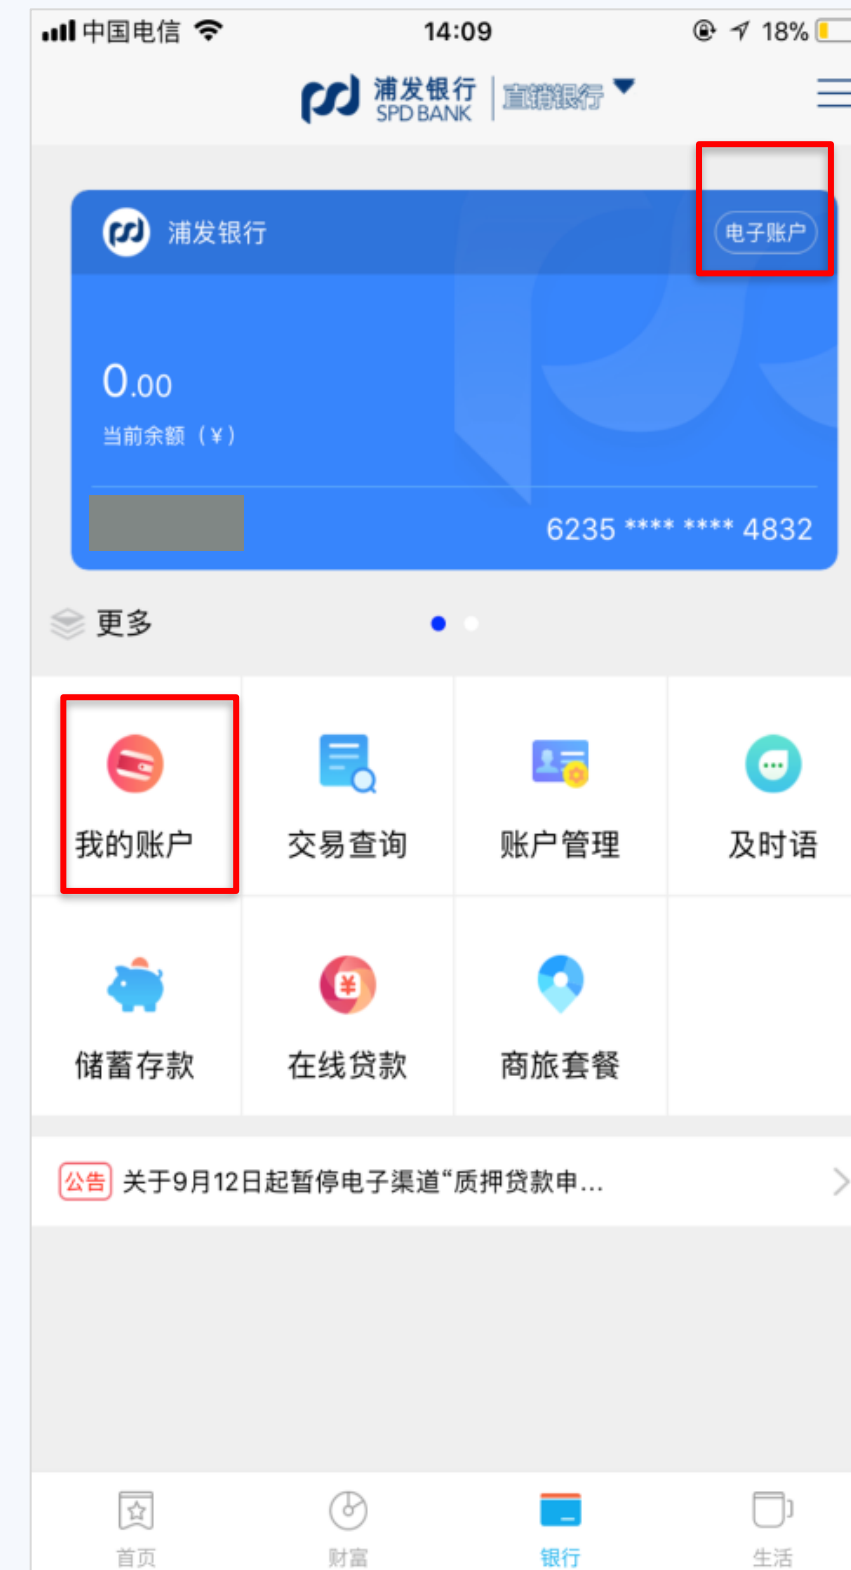 中国电信 14:09 18%
浦发银行 直销银行
SPD BANK
浦发银行 电子账户
0.00
当前余额（¥）
6235 **** **** 4832
更多
我的账户 交易查询 账户管理 及时语
储蓄存款 在线贷款 商旅套餐
公告 关于9月12日起暂停电子渠道“质押贷款申...
首页 财富 银行 生活